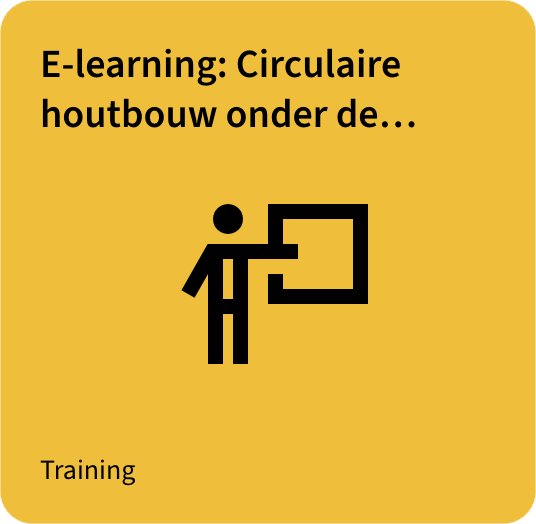 E-learning: Circulaire
houtbouw onder de...
Training